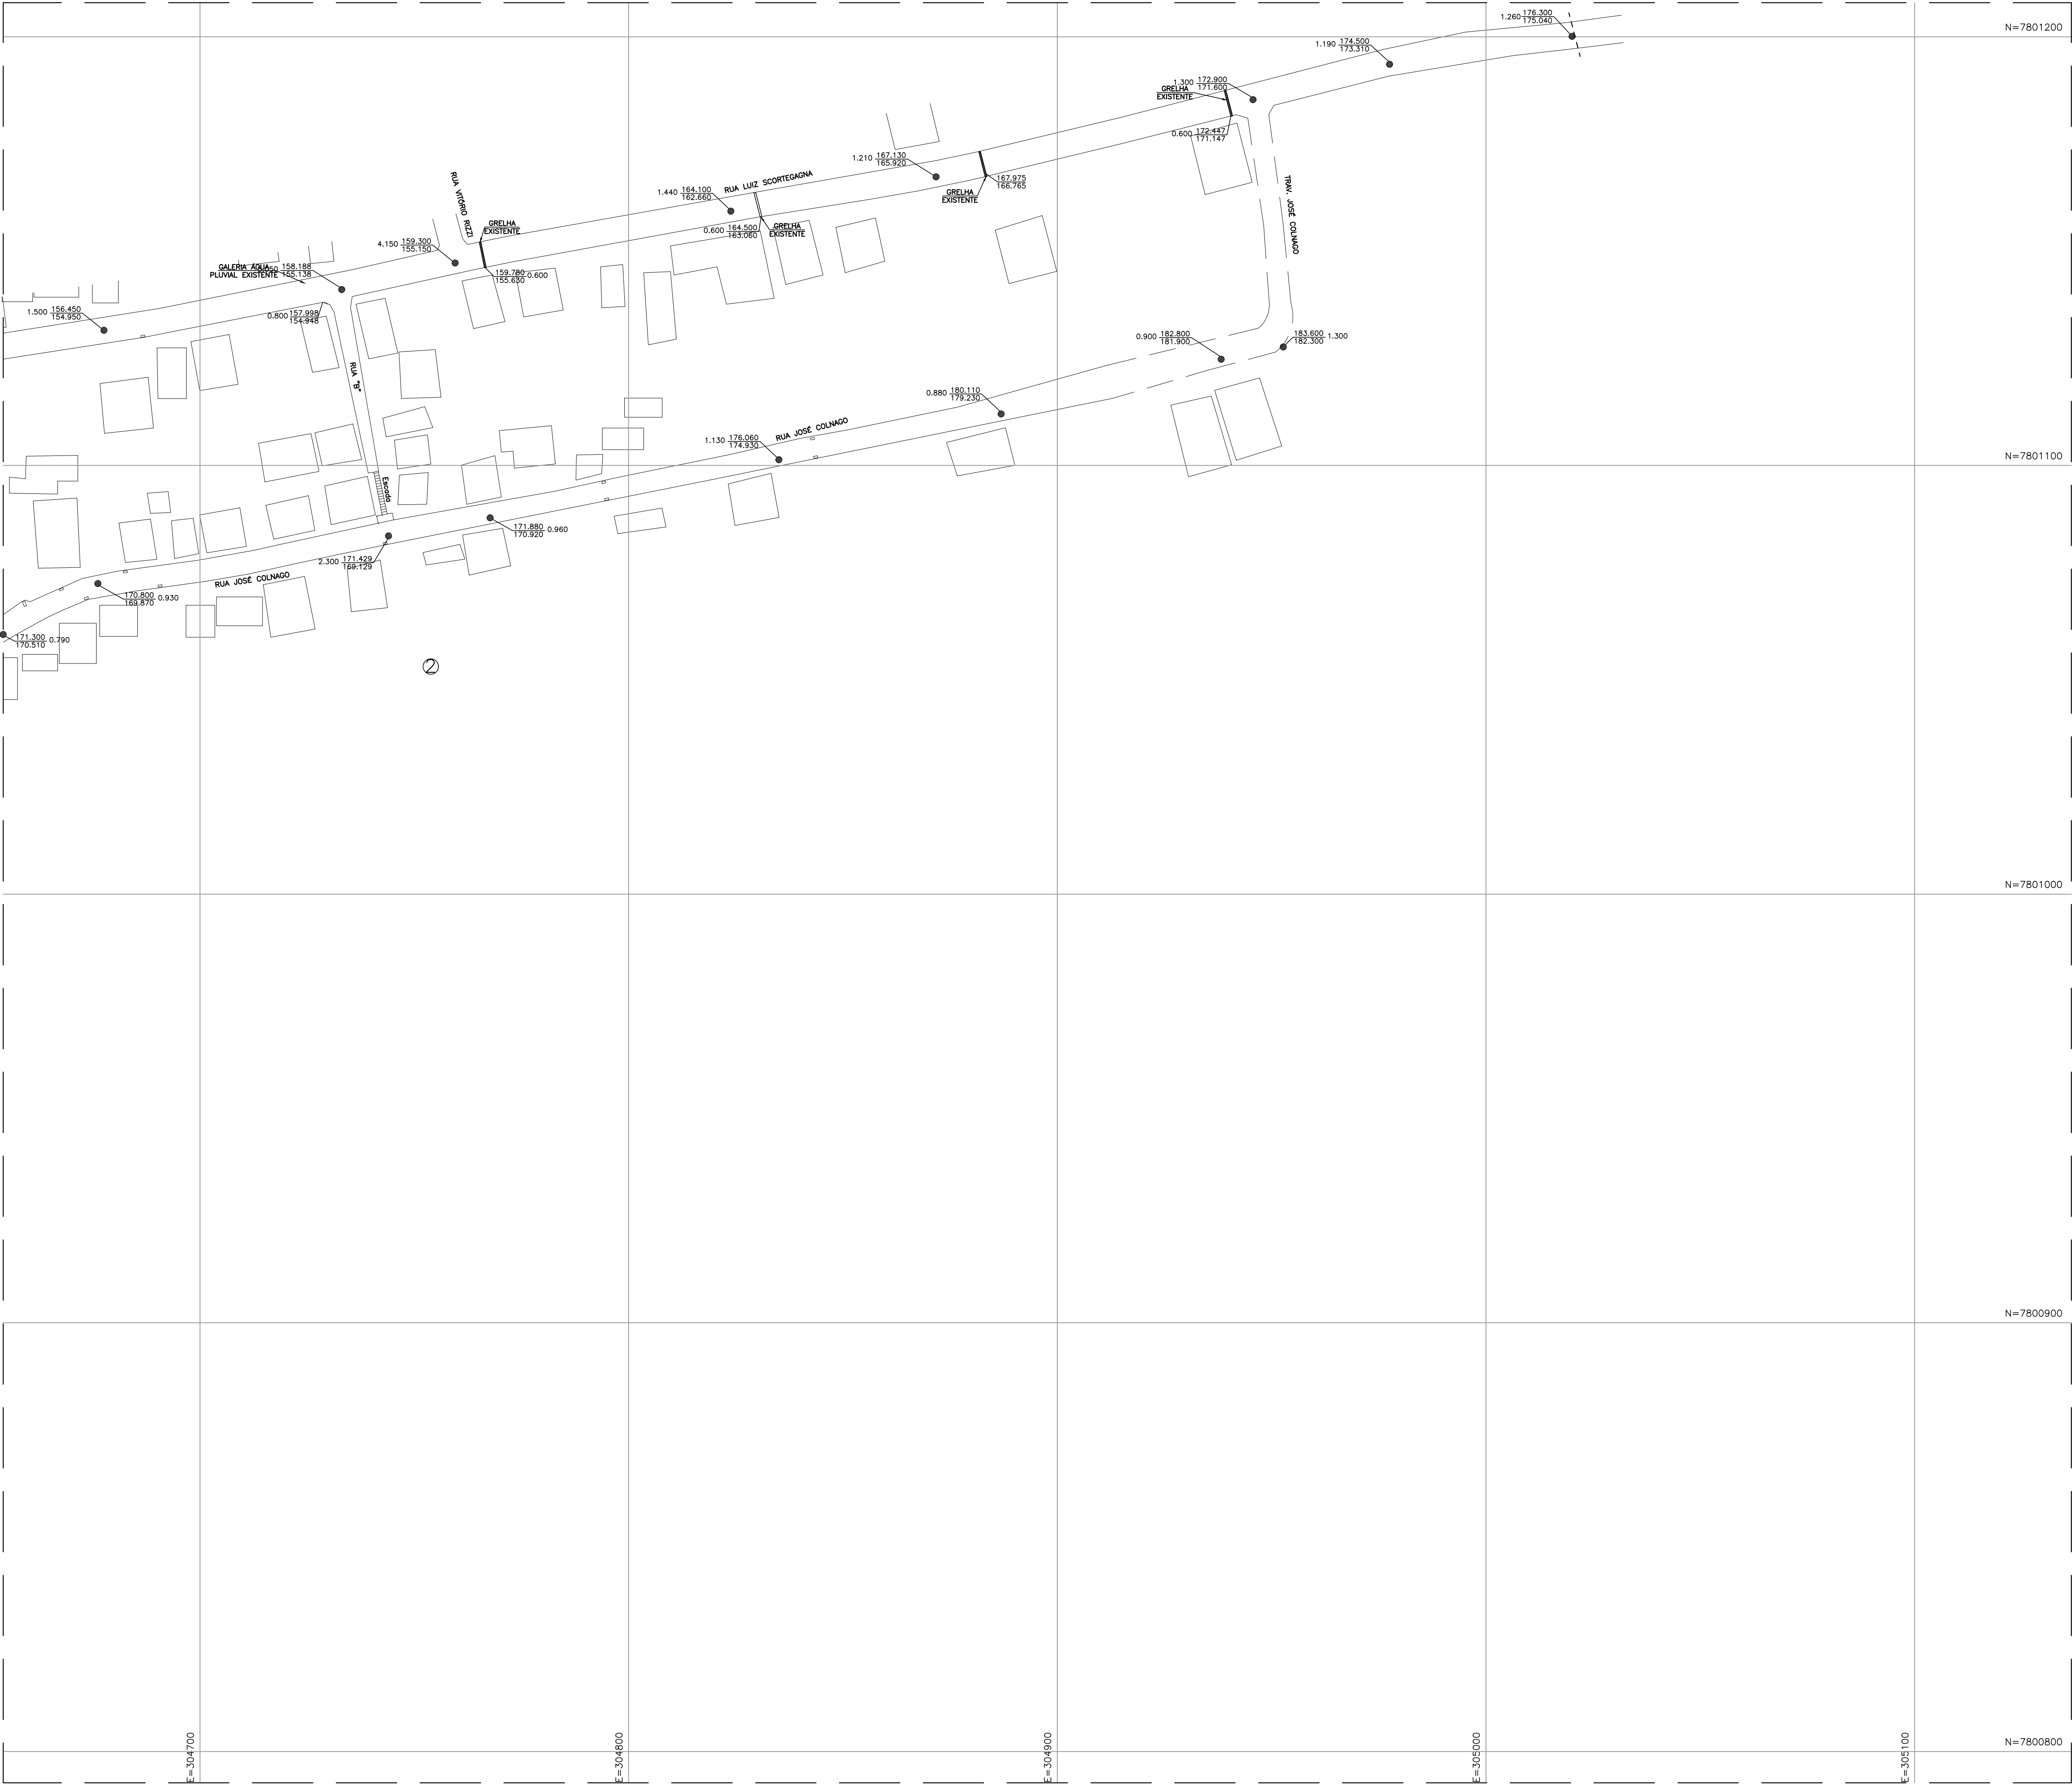 176.300
1.260
175.040
N=7801200
174.500
1.190
173.310
172.900
1.300
171.600
GRELHA
EXISTENTE
172.447
0.600
171.147
167.130
1.210
165.920
167.975
166.765
GRELHA
EXISTENTE
RUA LUIZ SCORTEGAGNA
164.100
1.440
162.660
164.500
0.600
163.060
GRELHA
EXISTENTE
RUA VITÓRIO RIZZI
GRELHA
EXISTENTE
159.300
4.150
155.150
159.780
0.600
155.630
GALERIA ÁGUA
PLUVIAL EXISTENTE
158.188
155.138
157.998
0.800
154.948
156.450
1.500
154.950
TRAV. JOSÉ COLNAGO
182.800
0.900
181.900
183.600
1.300
182.300
RUA "B"
180.110
0.880
179.230
176.060
1.130
174.930
RUA JOSÉ COLNAGO
N=7801100
Escada
171.880
0.960
170.920
171.429
2.300
169.129
RUA JOSÉ COLNAGO
170.800
0.930
169.870
171.300
0.790
170.510
2
N=7801000
N=7800900
N=7800800
E=304700
E=304800
E=304900
E=305000
E=305100